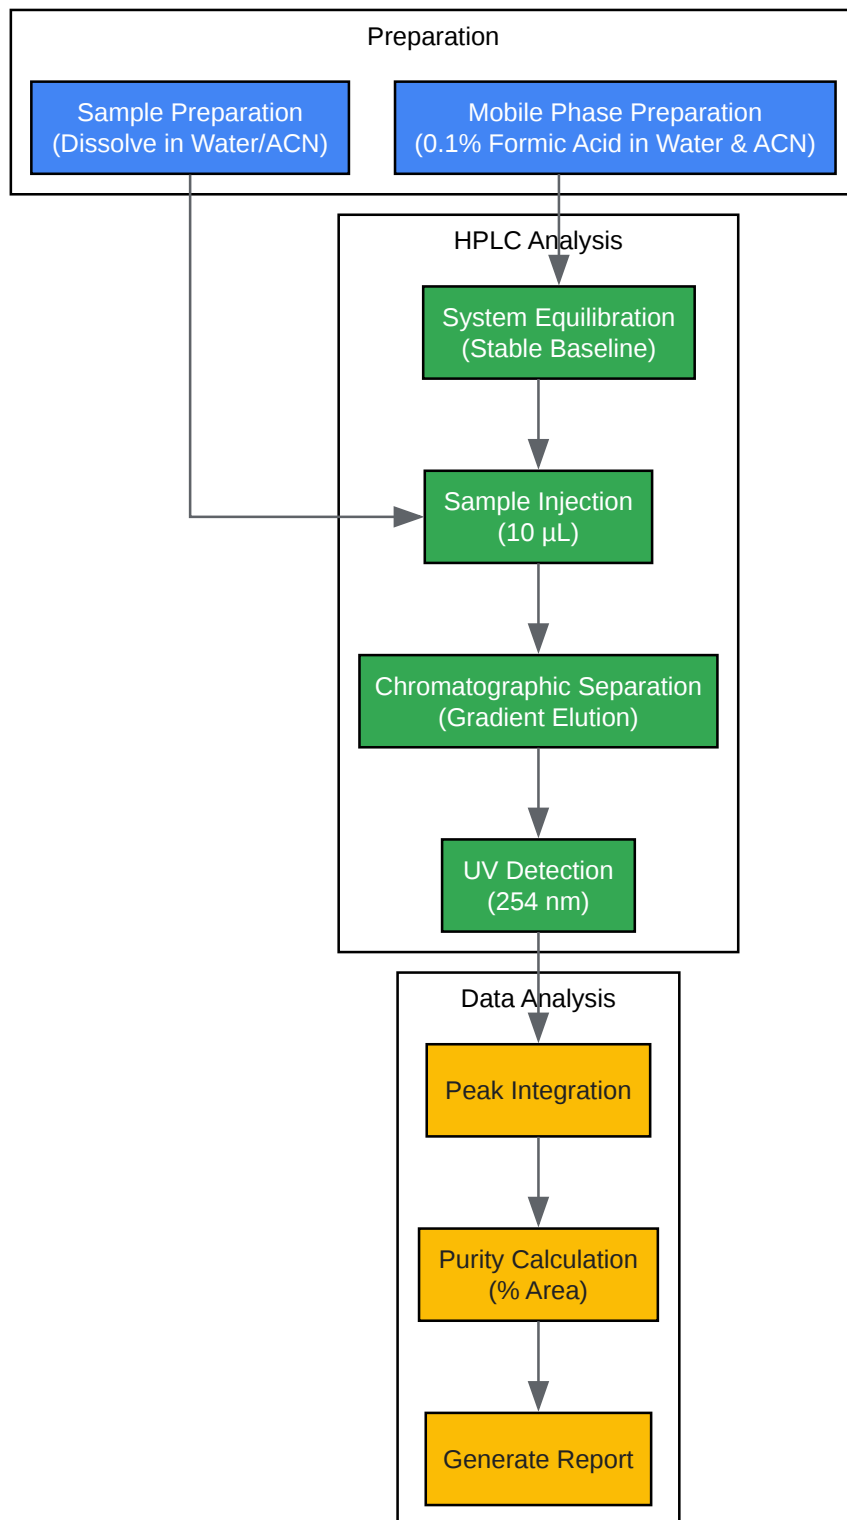 Preparation
Sample Preparation
(Dissolve in Water/ACN)
Mobile Phase Preparation
(0.1% Formic Acid in Water & ACN)
HPLC Analysis
System Equilibration
(Stable Baseline)
Sample Injection
(10 µL)
Chromatographic Separation
(Gradient Elution)
UV Detection
(254 nm)
Data Analysis
Peak Integration
Purity Calculation
(% Area)
Generate Report